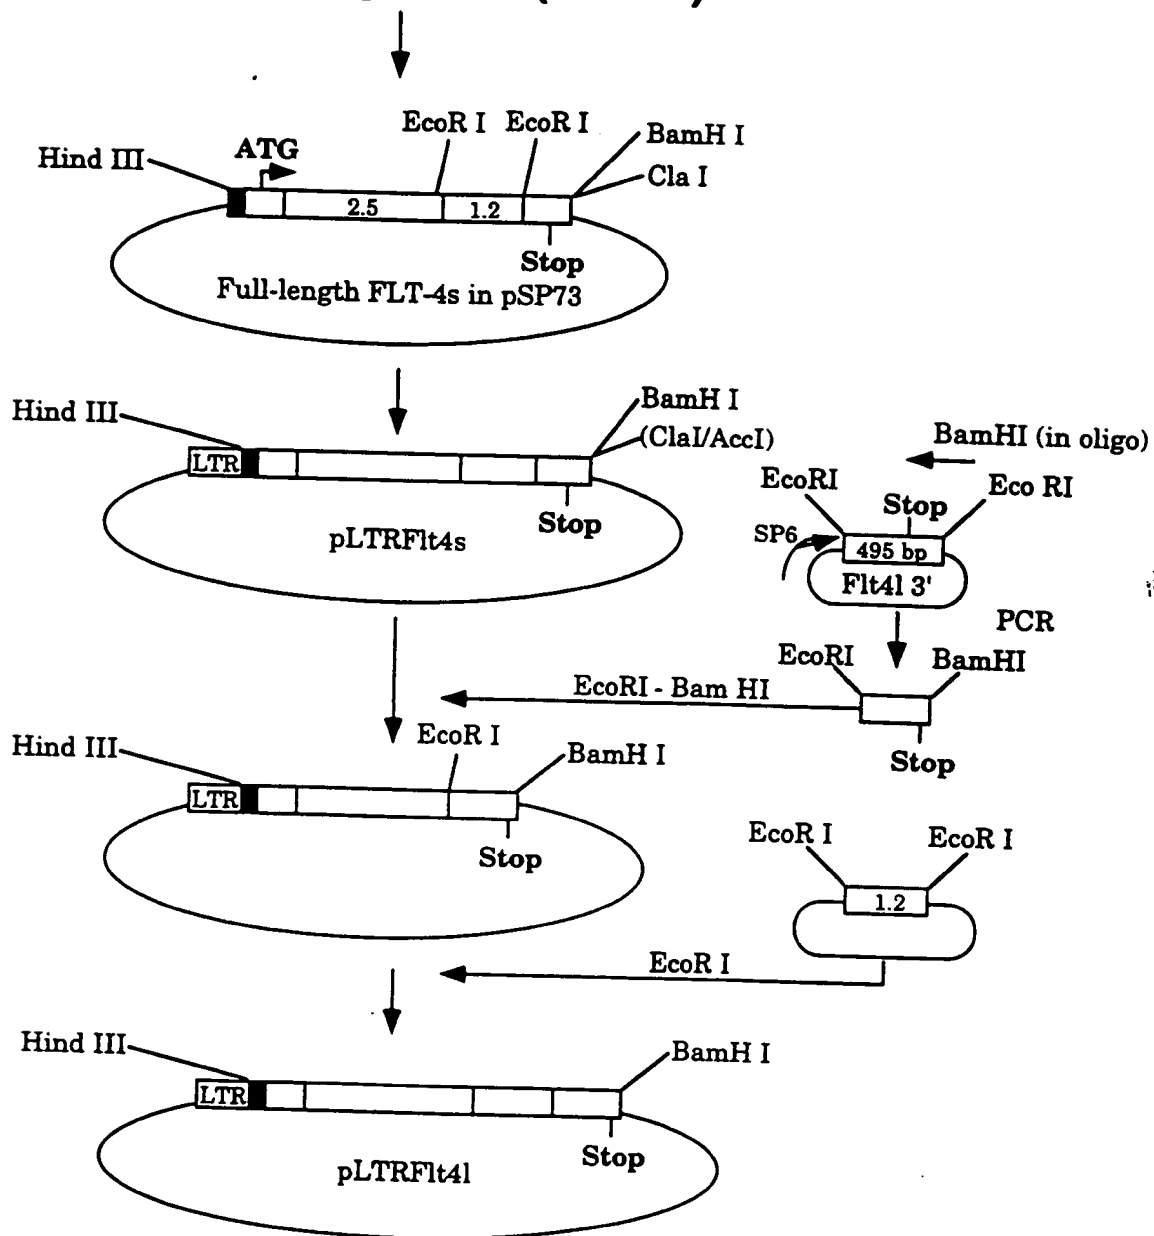 EcoR I EcoR I
BamH I
Hind III
ATG
Cla I
2.5
1.2
Stop
Full-length FLT-4s in pSP73
BamH I
Hind III
(ClaI/AccI)
BamHI (in oligo)
LTR
EcoRI
Eco RI
Stop
Stop
SP6
pLTRFlt4s
495 bp
Flt4l 3'
PCR
EcoRI
BamHI
EcoRI - Bam HI
EcoR I
Hind III
BamH I
Stop
LTR
EcoR I
EcoR I
Stop
1.2
EcoR I
Hind III
BamH I
LTR
Stop
pLTRFlt4l